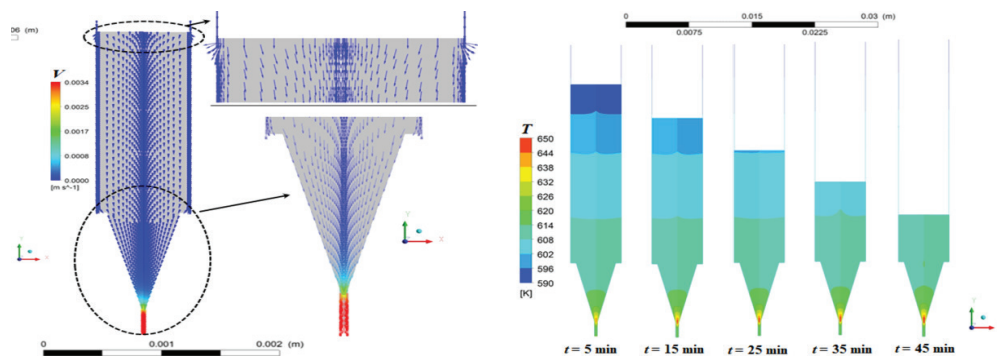 06 (m)
V
0.0034
0.0026
0.0017
0.0008
0.0000
[m s^-1]
Y
X
Y
X
0 0.001 0.002 (m)
0 0.015 0.03 (m)
0.0075 0.0225
T
650
644
638
632
626
620
614
608
602
596
590
[K]
Y
X
t = 5 min t = 15 min t = 25 min t = 35 min t = 45 min